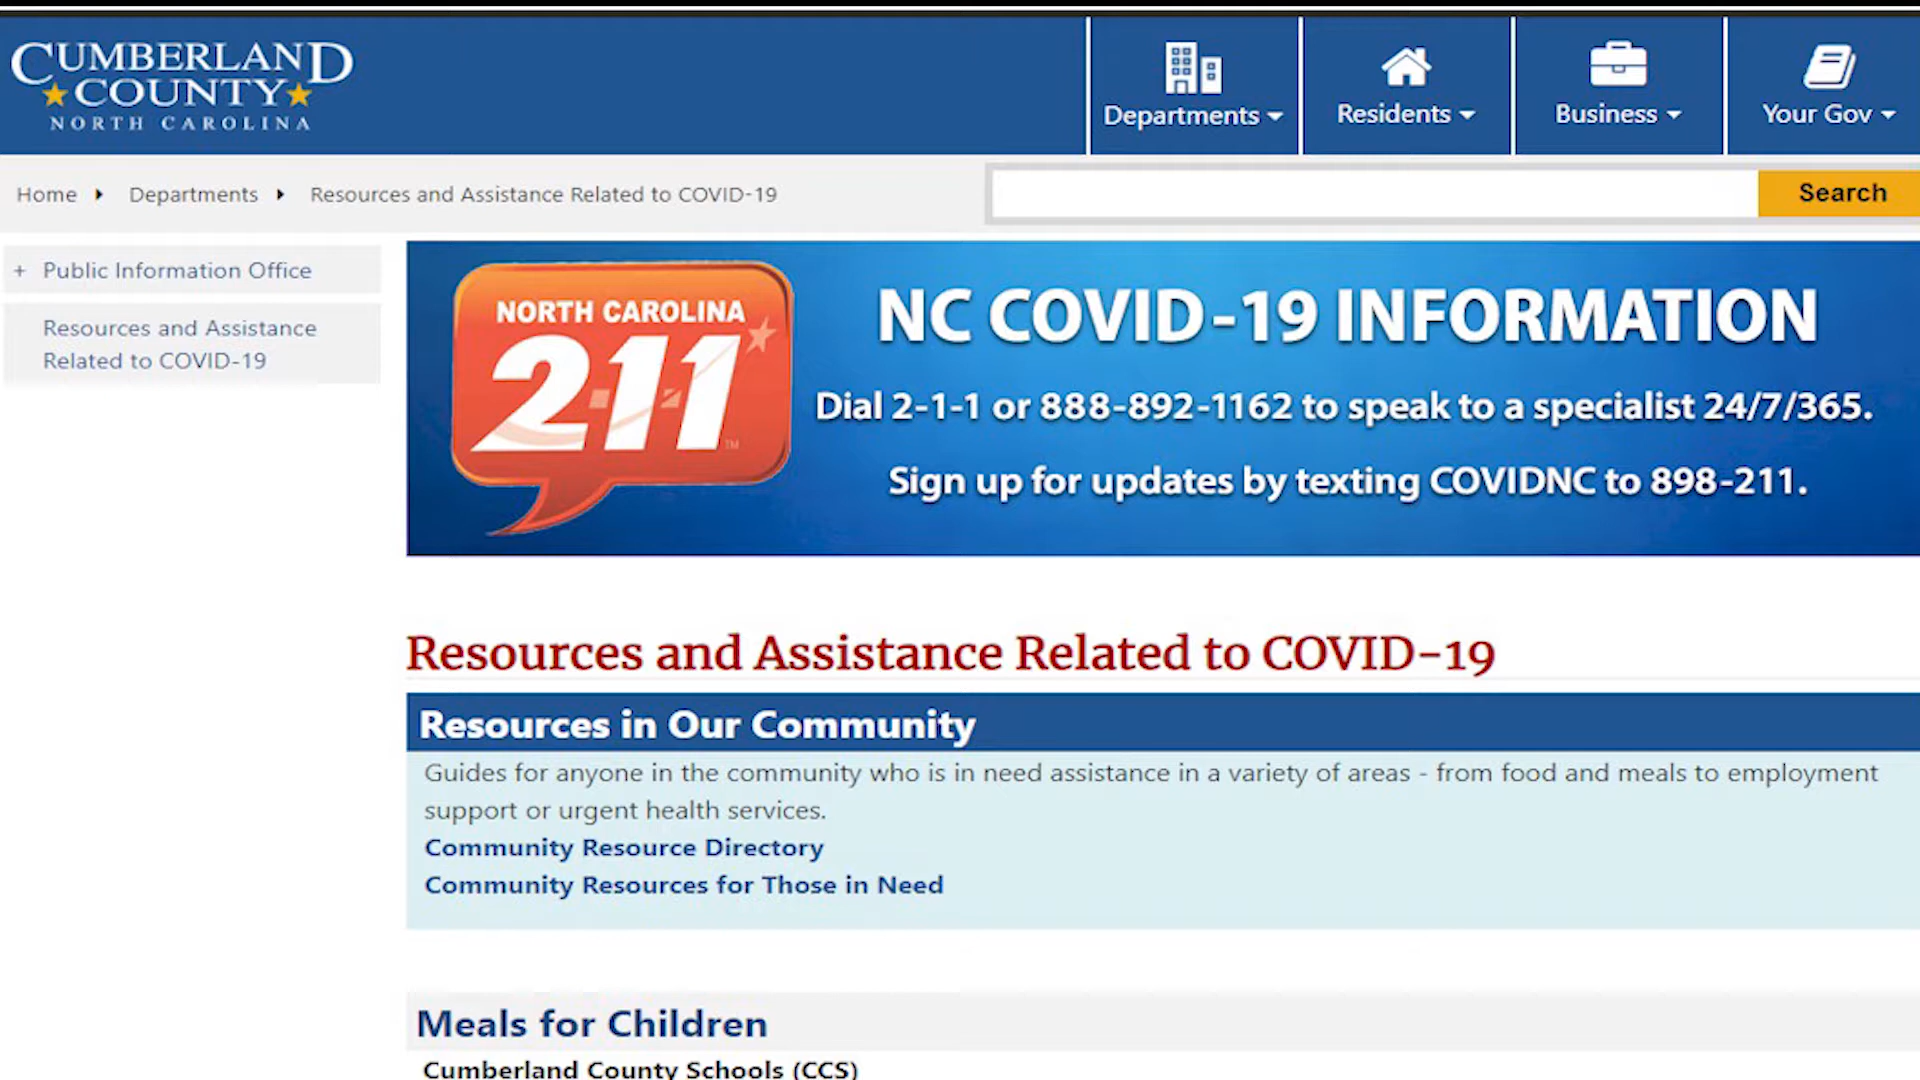 CUMBERLAND
COUNTY
NORTH CAROLINA
Departments
Residents
Business
Your Gov
Home
Departments
Resources and Assistance Related to COVID-19
Search
+ Public Information Office
Resources and Assistance
Related to COVID-19
NORTH CAROLINA
2-1-1
TM
NC COVID-19 INFORMATION
Dial 2-1-1 or 888-892-1162 to speak to a specialist 24/7/365.
Sign up for updates by texting COVIDNC to 898-211.
Resources and Assistance Related to COVID-19
Resources in Our Community
Guides for anyone in the community who is in need assistance in a variety of areas - from food and meals to employment
support or urgent health services.
Community Resource Directory
Community Resources for Those in Need
Meals for Children
Cumberland County Schools (CCS)